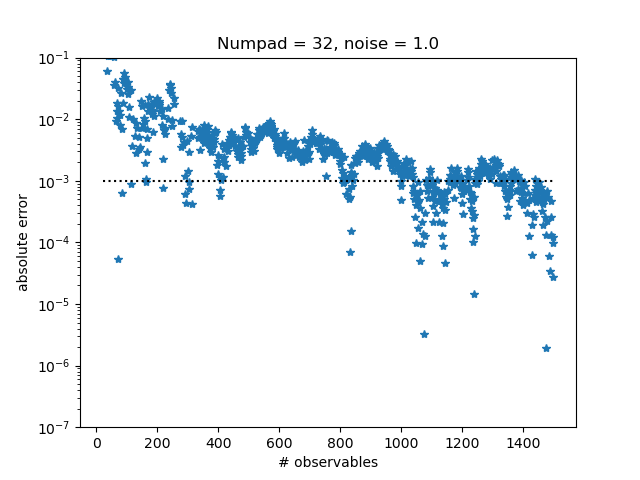 Numpad = 32, noise = 1.0
absolute error
10⁻¹
10⁻²
10⁻³
10⁻⁴
10⁻⁵
10⁻⁶
10⁻⁷
0 200 400 600 800 1000 1200 1400
# observables